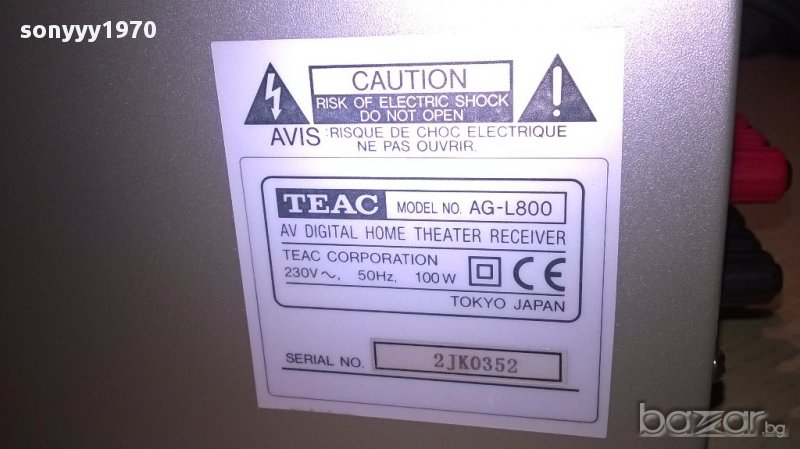 sonyyy1970
CAUTION
RISK OF ELECTRIC SHOCK
DO NOT OPEN
AVIS :RISQUE DE CHOC ELECTRIQUE
NE PAS OUVRIR.
TEAC MODEL NO. AG-L800
AV DIGITAL HOME THEATER RECEIVER
TEAC CORPORATION
230V~, 50Hz, 100W CE
TOKYO JAPAN
SERIAL NO. 2JK0352
bazar.bg